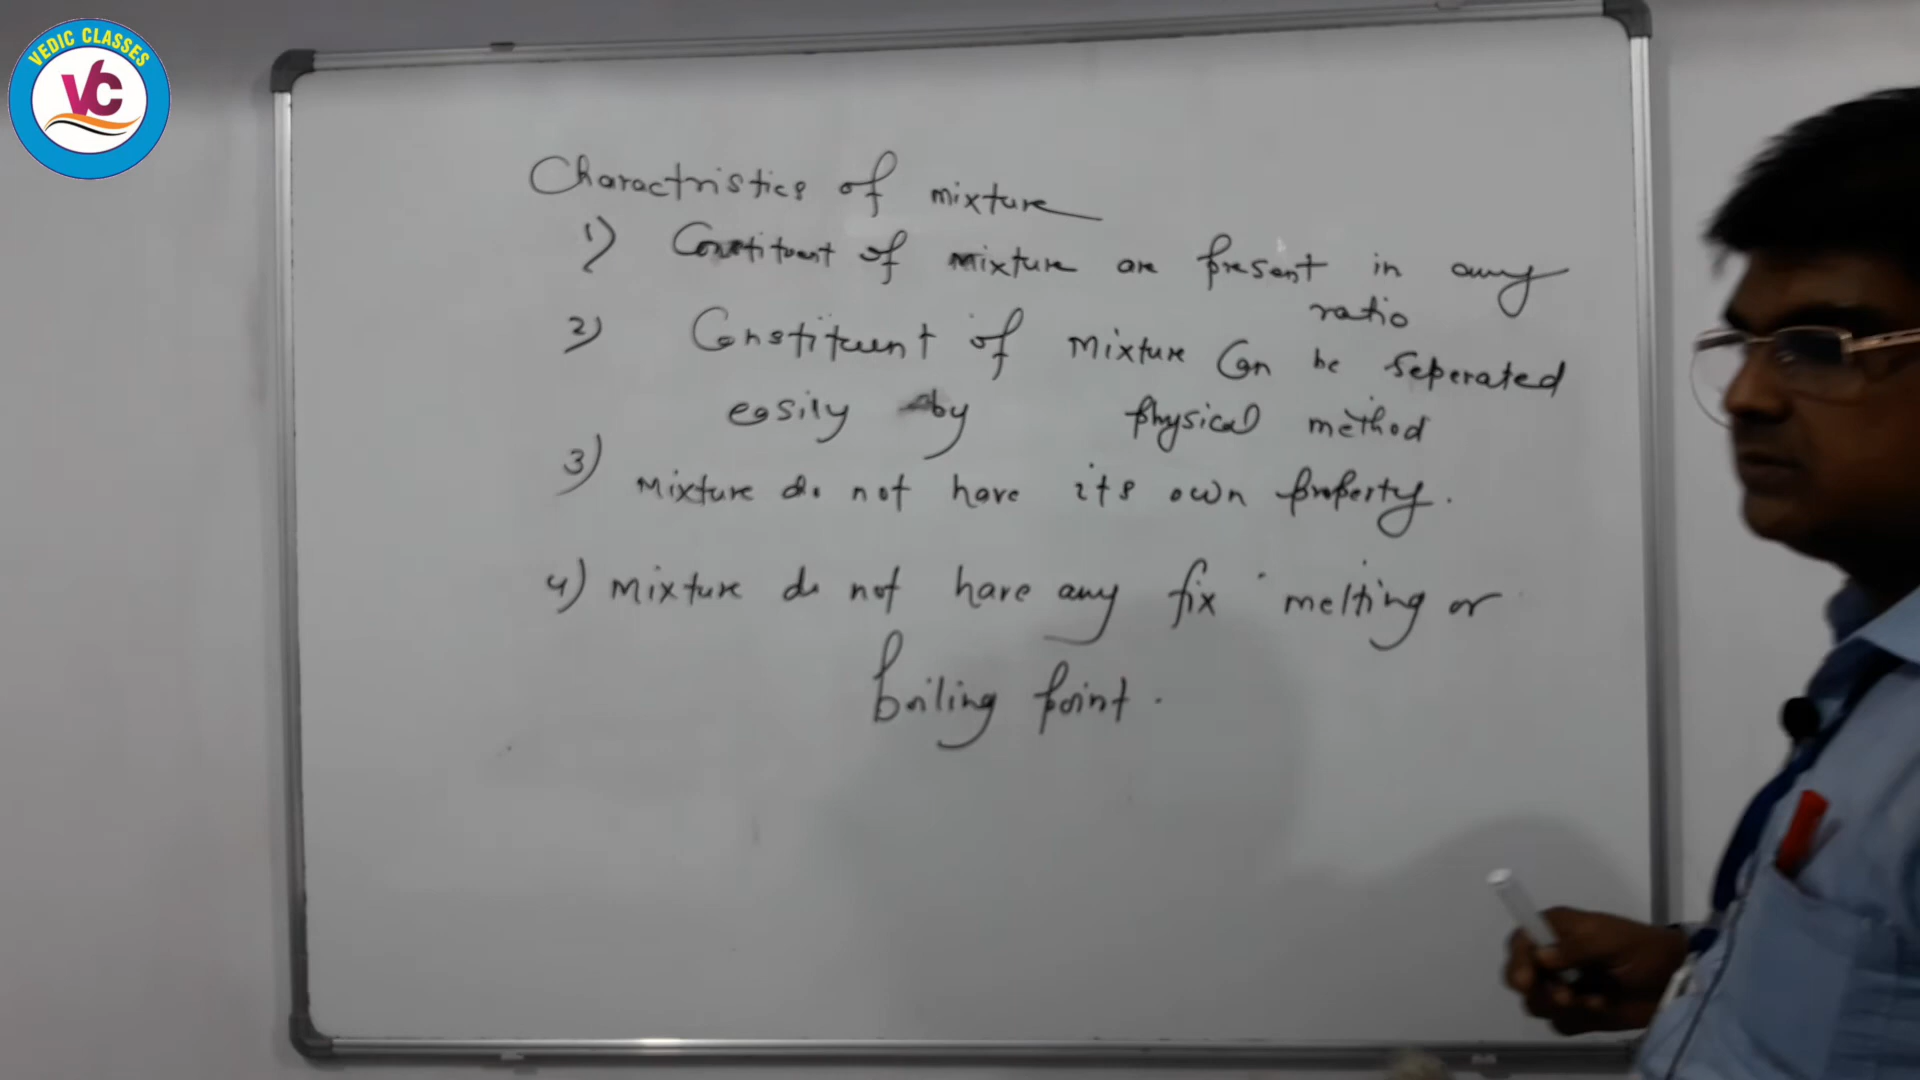 VEDIC CLASSES
VC
Charactristics of mixture
1) Constituent of mixture are present in any
ratio
2) Constituent of mixture can be seperated
easily by physical method
3) Mixture do not have its own property.
4) mixture do not have any fix melting or
boiling point.